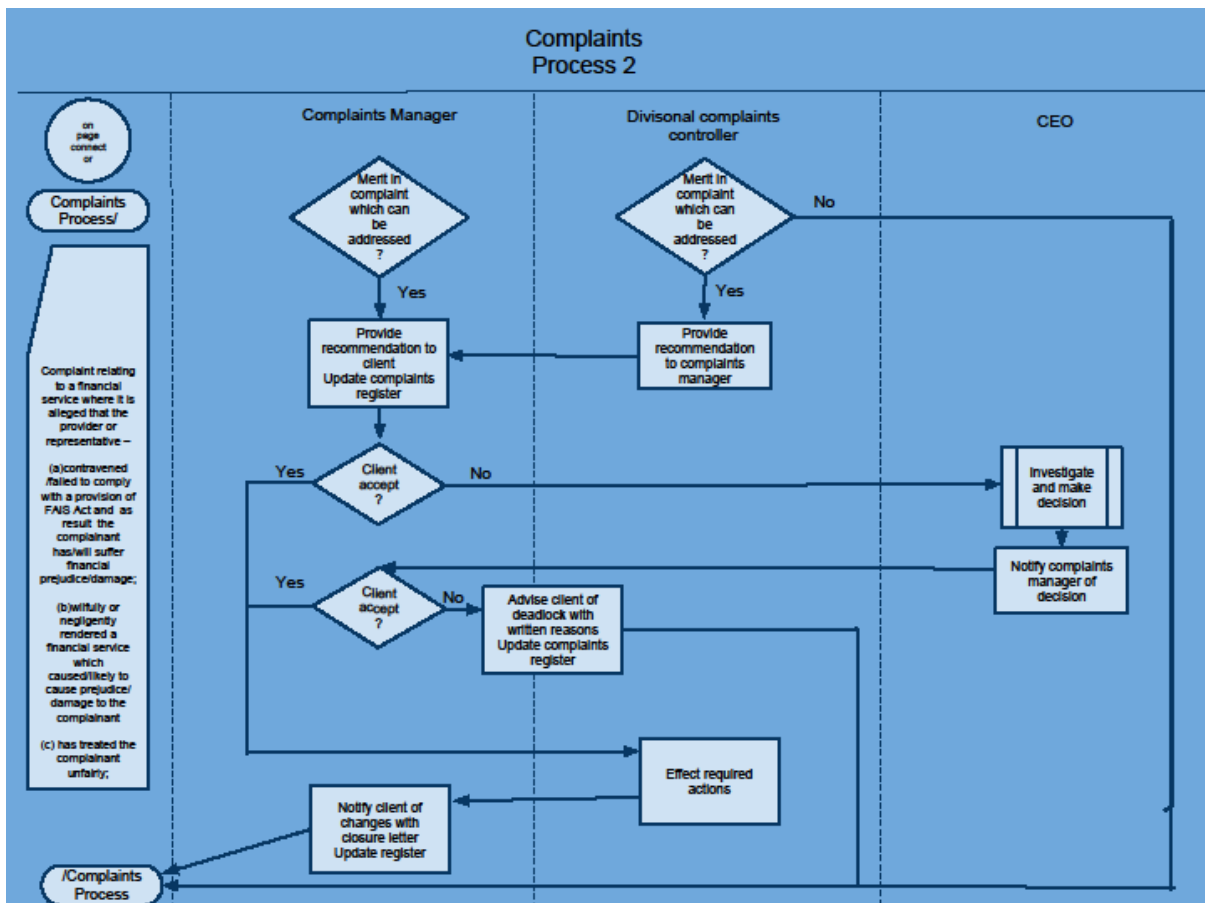 Complaints
Process 2
Complaints Manager
Divisonal complaints
controller
CEO
on
page
connect
or
Complaints
Process/
Complaint relating
to a financial
service where it is
alleged that the
provider or
representative –
(a)contravened
/failed to comply
with a provision of
FAIS Act and as
result the
complainant
has/will suffer
financial
prejudice/damage;
(b)wilfully or
negligently
rendered a
financial service
which
caused/likely to
cause prejudice/
damage to the
complainant
(c) has treated the
complainant
unfairly;
/Complaints
Process
Merit in
complaint
which can
be
addressed
?
Yes
Provide
recommendation to
client
Update complaints
register
Client
accept
?
Yes
No
Client
accept
?
Yes
No
Advise client of
deadlock with
written reasons
Update complaints
register
Notify client of
changes with
closure letter
Update register
Merit in
complaint
which can
be
addressed
?
No
Yes
Provide
recommendation
to complaints
manager
Effect required
actions
Investigate
and make
decision
Notify complaints
manager of
decision